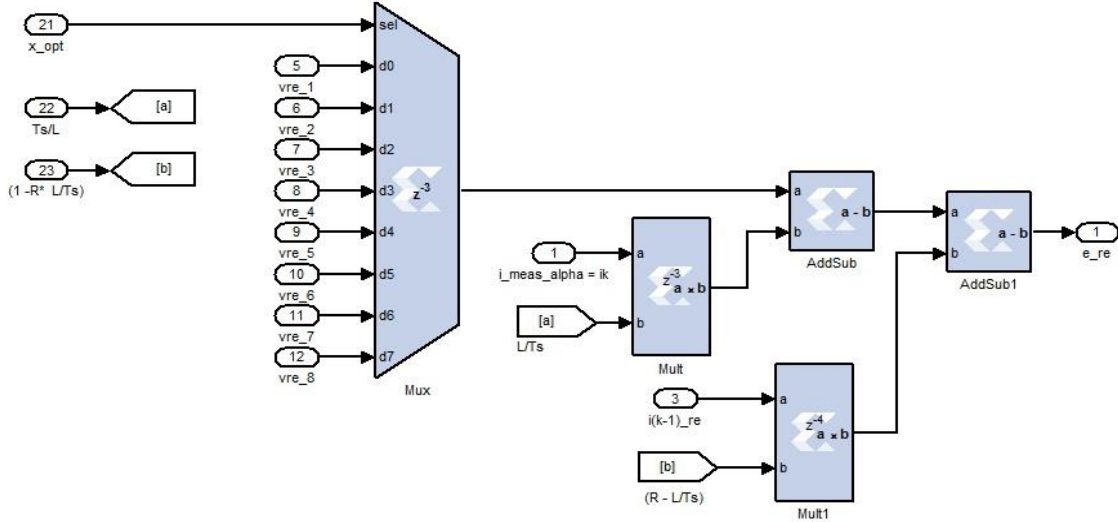 21
x_opt
sel
5
d0
vre_1
22
[a]
Ts/L
6
d1
vre_2
7
d2
vre_3
23
[b]
(1 -R* L/Ts)
8
d3
vre_4
z-3
9
d4
vre_5
10
d5
vre_6
11
d6
vre_7
12
d7
vre_8
Mux
a
b
a - b
AddSub
a
b
a - b
AddSub1
1
e_re
1
i_meas_alpha = ik
[a]
L/Ts
a
b
z-3
a × b
Mult
3
i(k-1)_re
[b]
(R - L/Ts)
a
b
z-4
a × b
Mult1